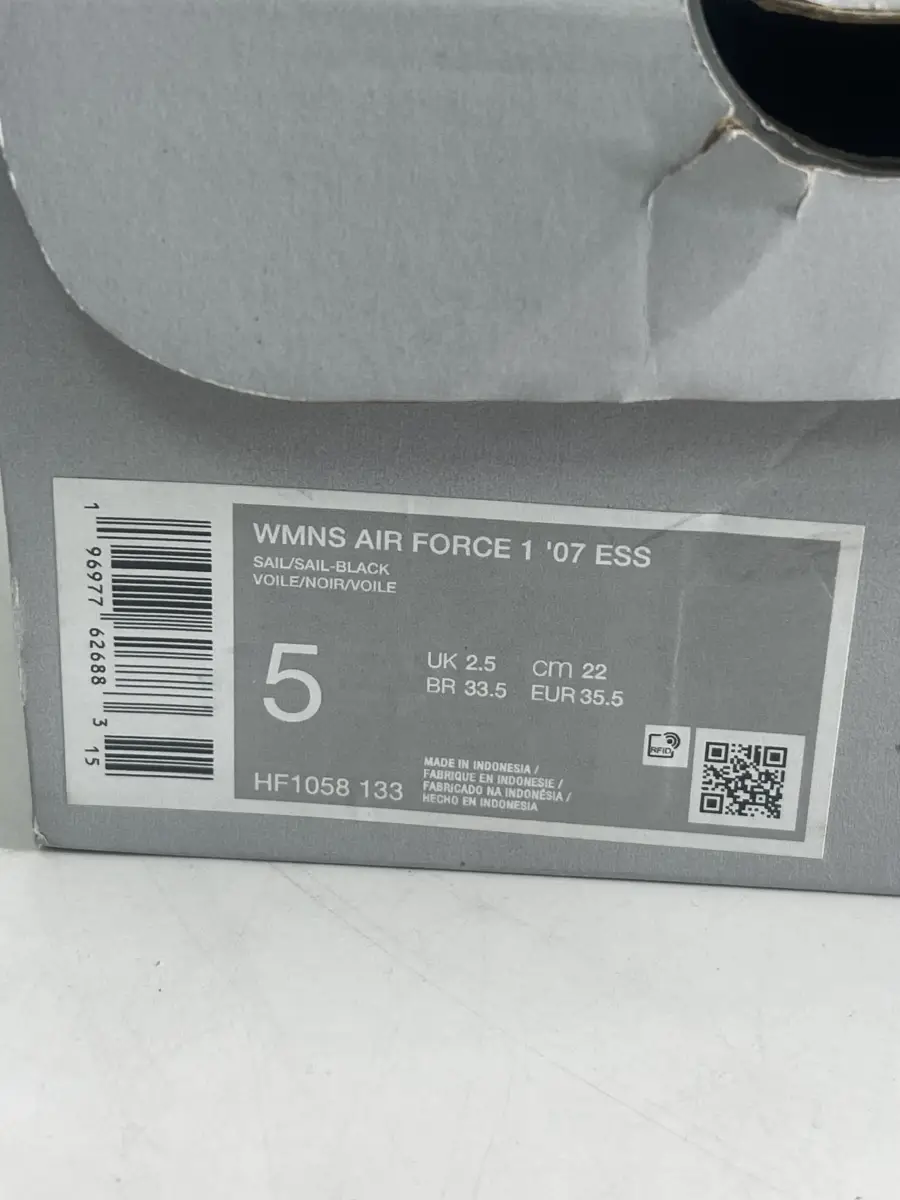 1 96977 62688 3 15
WMNS AIR FORCE 1 '07 ESS
SAIL/SAIL-BLACK
VOILE/NOIR/VOILE
5
UK 2.5 cm 22
BR 33.5 EUR 35.5
HF1058 133
MADE IN INDONESIA /
FABRIQUE EN INDONESIE /
FABRICADO NA INDONÉSIA /
HECHO EN INDONESIA
RFID